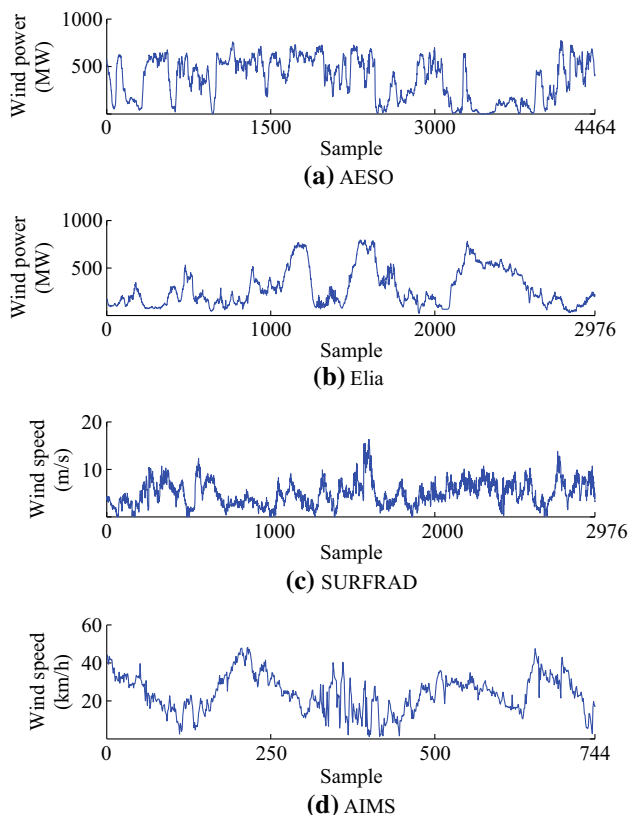 1000
500
Wind power
(MW)
0
1500
3000
4464
Sample
(a) AESO
1000
500
Wind power
(MW)
0
1000
2000
2976
Sample
(b) Elia
20
10
Wind speed
(m/s)
0
1000
2000
2976
Sample
(c) SURFRAD
60
40
20
Wind speed
(km/h)
0
250
500
744
Sample
(d) AIMS